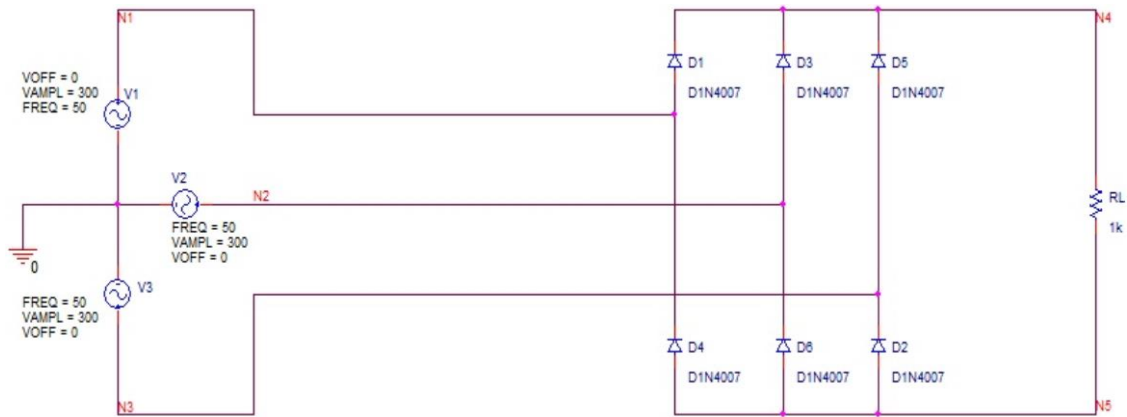 N1
N4
VOFF = 0
VAMPL = 300
FREQ = 50
V1
D1
D3
D5
D1N4007
D1N4007
D1N4007
V2
N2
FREQ = 50
VAMPL = 300
VOFF = 0
RL
1k
0
V3
FREQ = 50
VAMPL = 300
VOFF = 0
D4
D6
D2
D1N4007
D1N4007
D1N4007
N3
N5